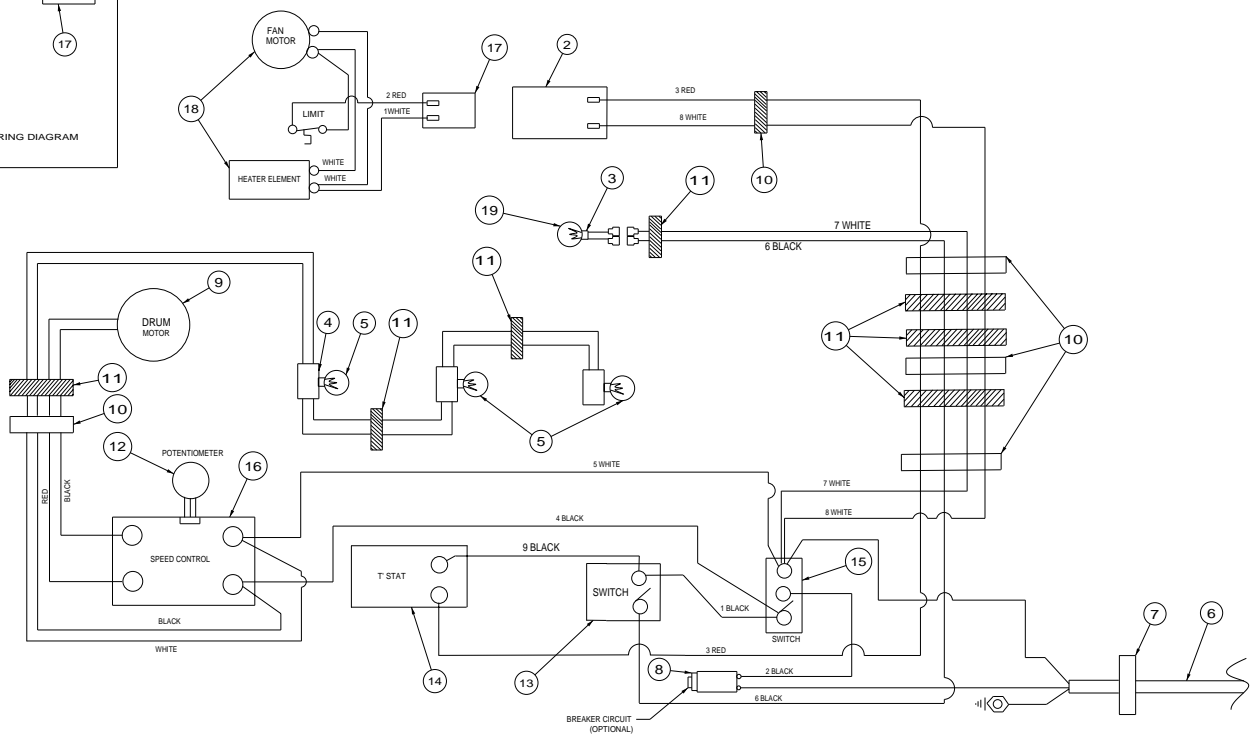 17
RING DIAGRAM
FAN
MOTOR
18
LIMIT
2 RED
1WHITE
17
2
HEATER ELEMENT
WHITE
WHITE
3 RED
8 WHITE
10
19
3
11
7 WHITE
6 BLACK
9
DRUM
MOTOR
11
10
4
5
11
11
5
11
10
12
POTENTIOMETER
16
RED
BLACK
SPEED CONTROL
BLACK
WHITE
5 WHITE
4 BLACK
7 WHITE
8 WHITE
T' STAT
9 BLACK
14
SWITCH
13
1 BLACK
15
SWITCH
3 RED
8
2 BLACK
6 BLACK
BREAKER CIRCUIT
(OPTIONAL)
7
6